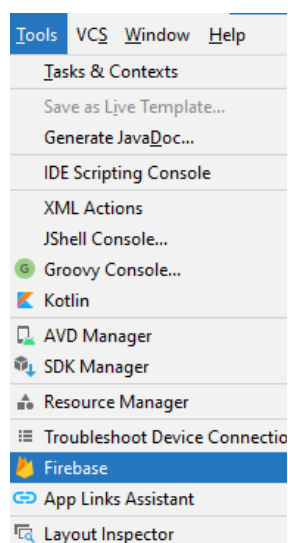 Tools VCS Window Help
Tasks & Contexts
Save as Live Template...
Generate JavaDoc...
IDE Scripting Console
XML Actions
JShell Console...
G Groovy Console...
Kotlin
AVD Manager
SDK Manager
Resource Manager
Troubleshoot Device Connectio
Firebase
App Links Assistant
Layout Inspector